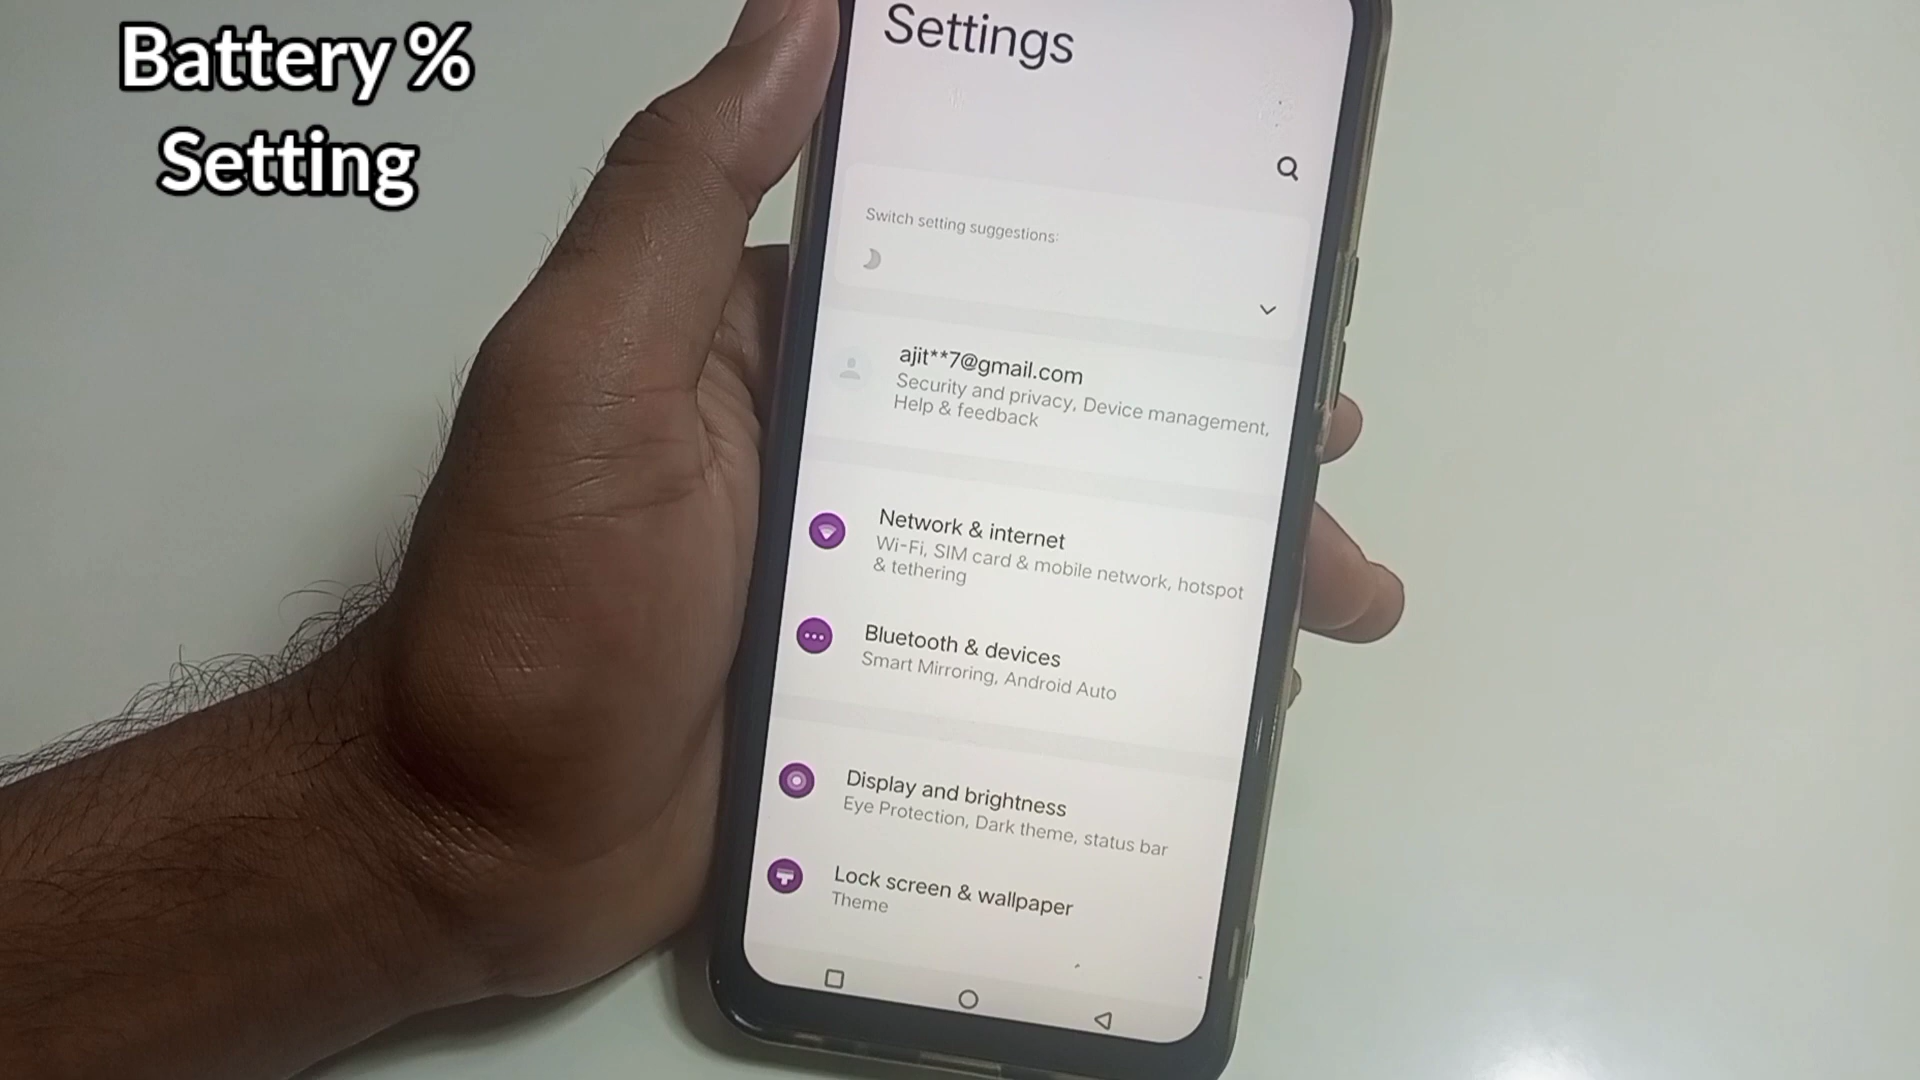 Battery %
Setting
Settings
Switch setting suggestions:
ajit**7@gmail.com
Security and privacy, Device management,
Help & feedback
Network & internet
Wi-Fi, SIM card & mobile network, hotspot
& tethering
Bluetooth & devices
Smart Mirroring, Android Auto
Display and brightness
Eye Protection, Dark theme, status bar
Lock screen & wallpaper
Theme